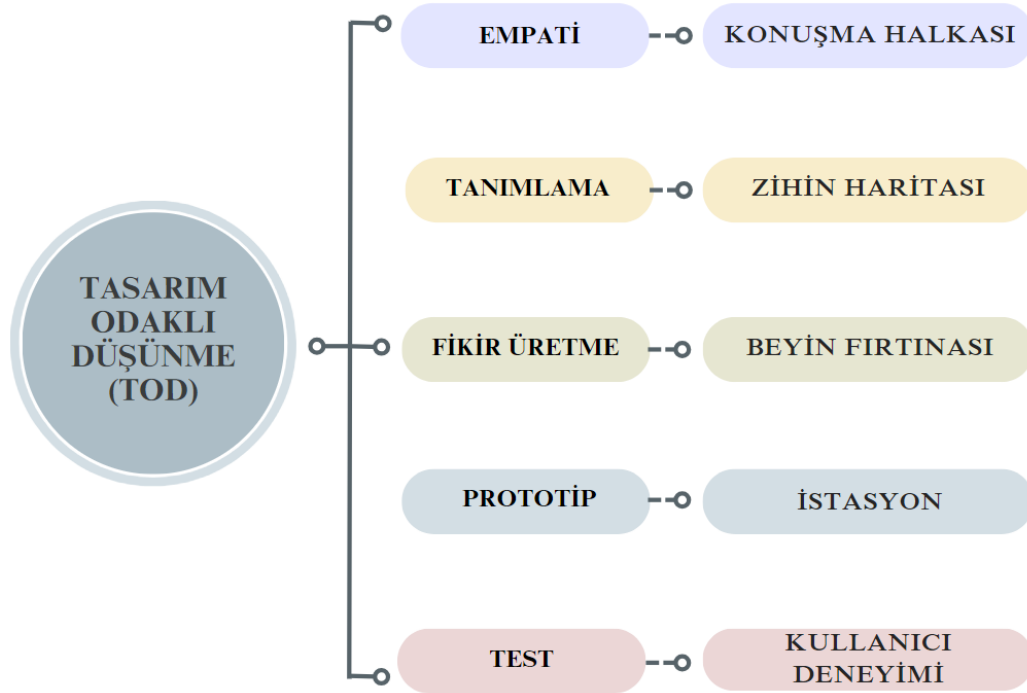 TASARIM
ODAKLI
DÜŞÜNME
(TOD)
EMPATİ
KONUŞMA HALKASI
TANIMLAMA
ZİHİN HARİTASI
FİKİR ÜRETME
BEYİN FIRTINASI
PROTOTİP
İSTASYON
TEST
KULLANICI
DENEYİMİ